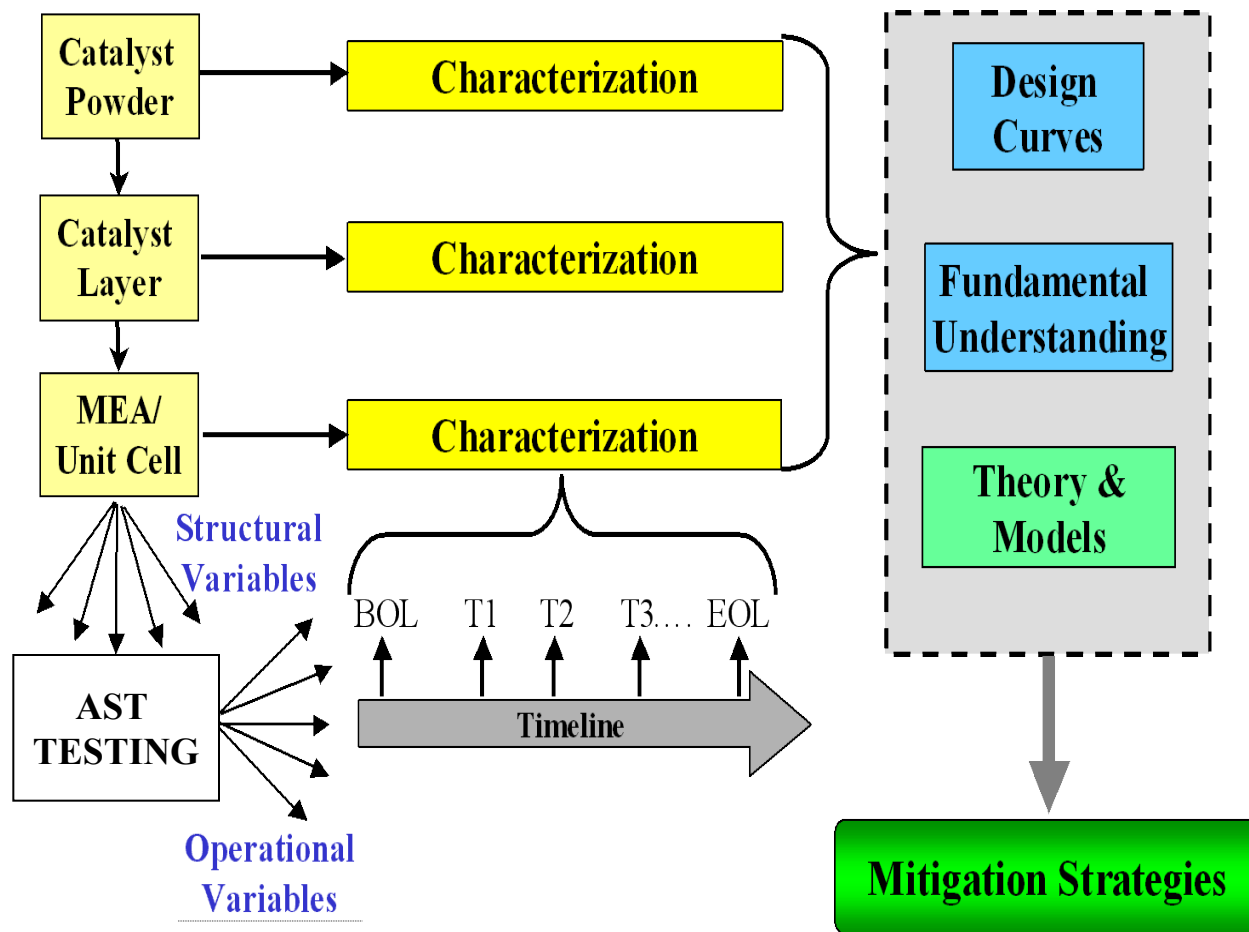 Catalyst
Powder
Characterization
Catalyst
Layer
Characterization
MEA/
Unit Cell
Characterization
Structural
Variables
BOL T1 T2 T3.... EOL
Timeline
AST
TESTING
Operational
Variables
Design
Curves
Fundamental
Understanding
Theory &
Models
Mitigation Strategies